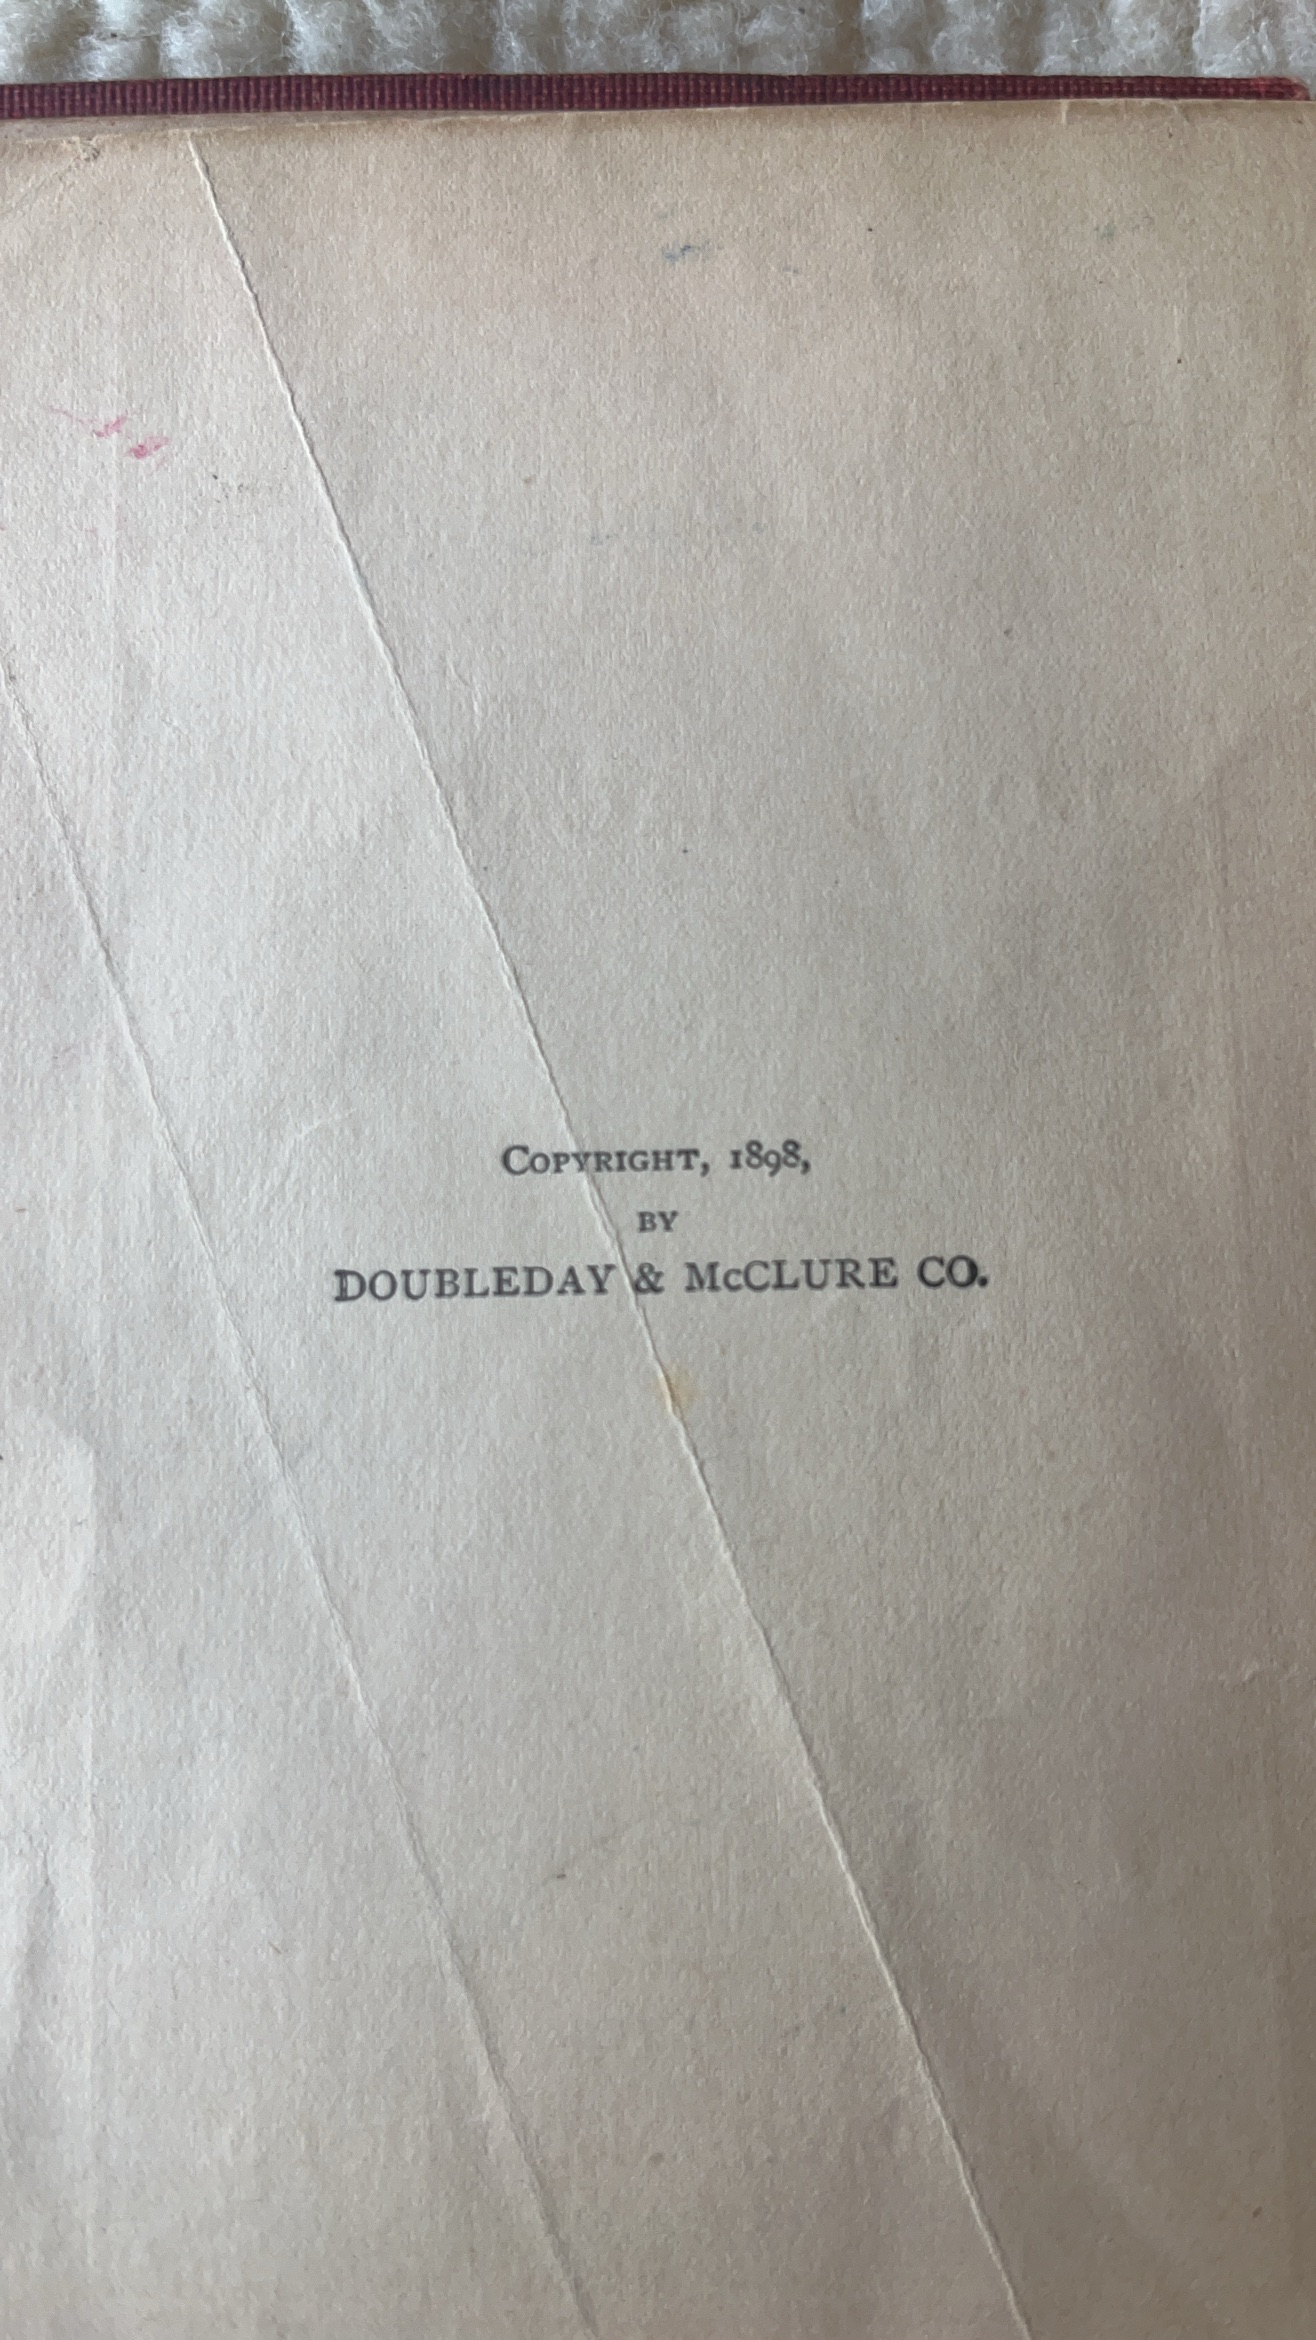 Copyright, 1898,
BY
DOUBLEDAY & McCLURE CO.